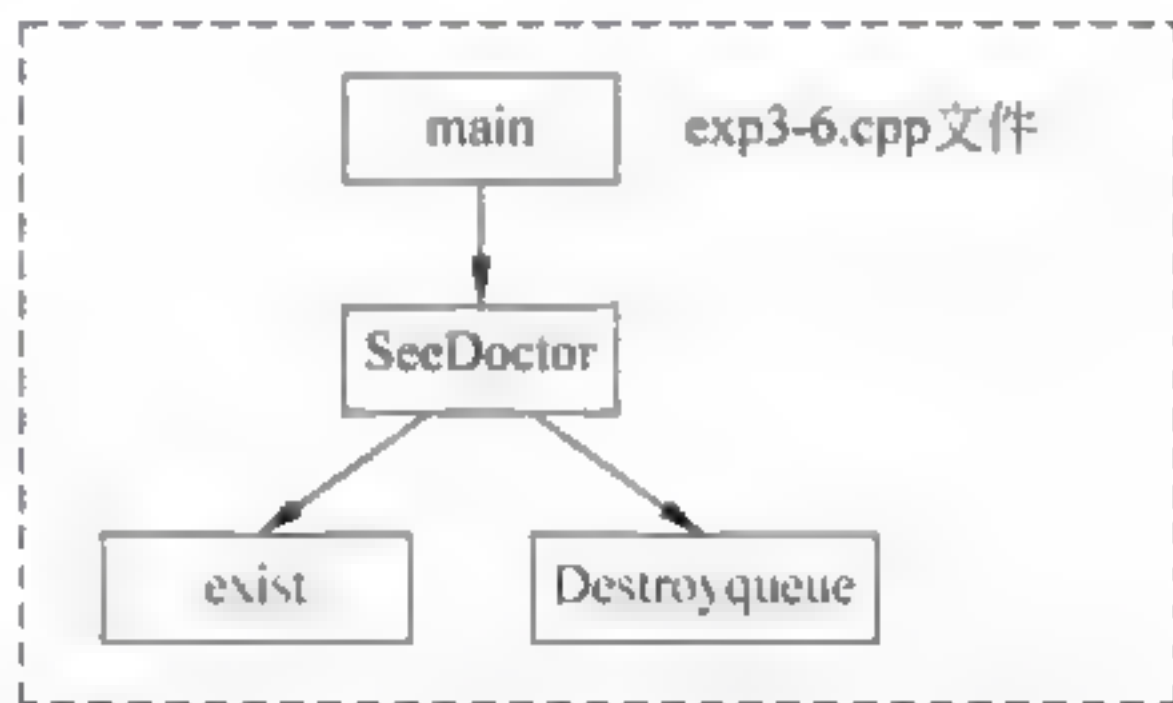 main
exp3-6.cpp文件
SeeDoctor
exist
Destroyqueue